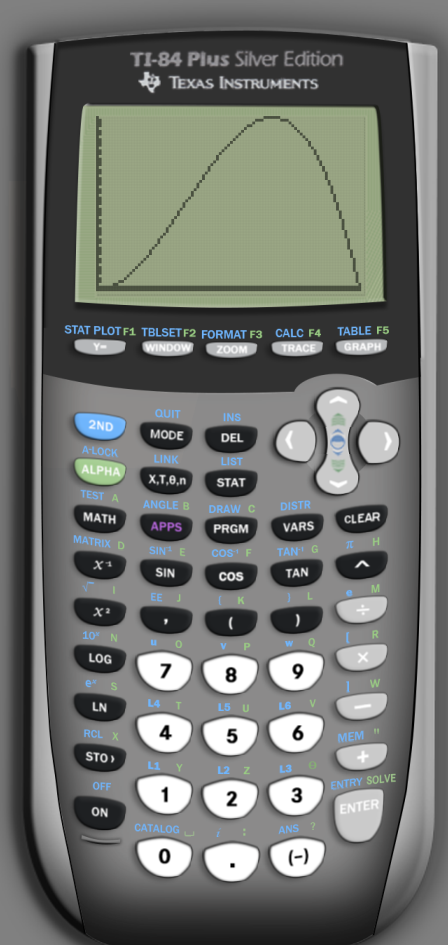 TI-84 Plus Silver Edition
TEXAS INSTRUMENTS
STAT PLOT F1 TBLSET F2 FORMAT F3 CALC F4 TABLE F5
Y= WINDOW ZOOM TRACE GRAPH
QUIT INS
2ND MODE DEL
A-LOCK LINK LIST
ALPHA X,T,θ,n STAT
TEST A ANGLE B DRAW C DISTR
MATH APPS PRGM VARS CLEAR
MATRIX D SIN⁻¹ E COS⁻¹ F TAN⁻¹ G π H
X⁻¹ SIN COS TAN ^
√ I EE J { K } L e M
X² , ( ) ÷
10ˣ N u O v P w Q [ R
LOG 7 8 9 ×
eˣ S L4 T L5 U L6 V ] W
LN 4 5 6 −
RCL X L1 Y L2 Z L3 θ MEM "
STO› 1 2 3 +
OFF CATALOG ⎵ i : ANS ? ENTRY SOLVE
ON 0 . (−) ENTER